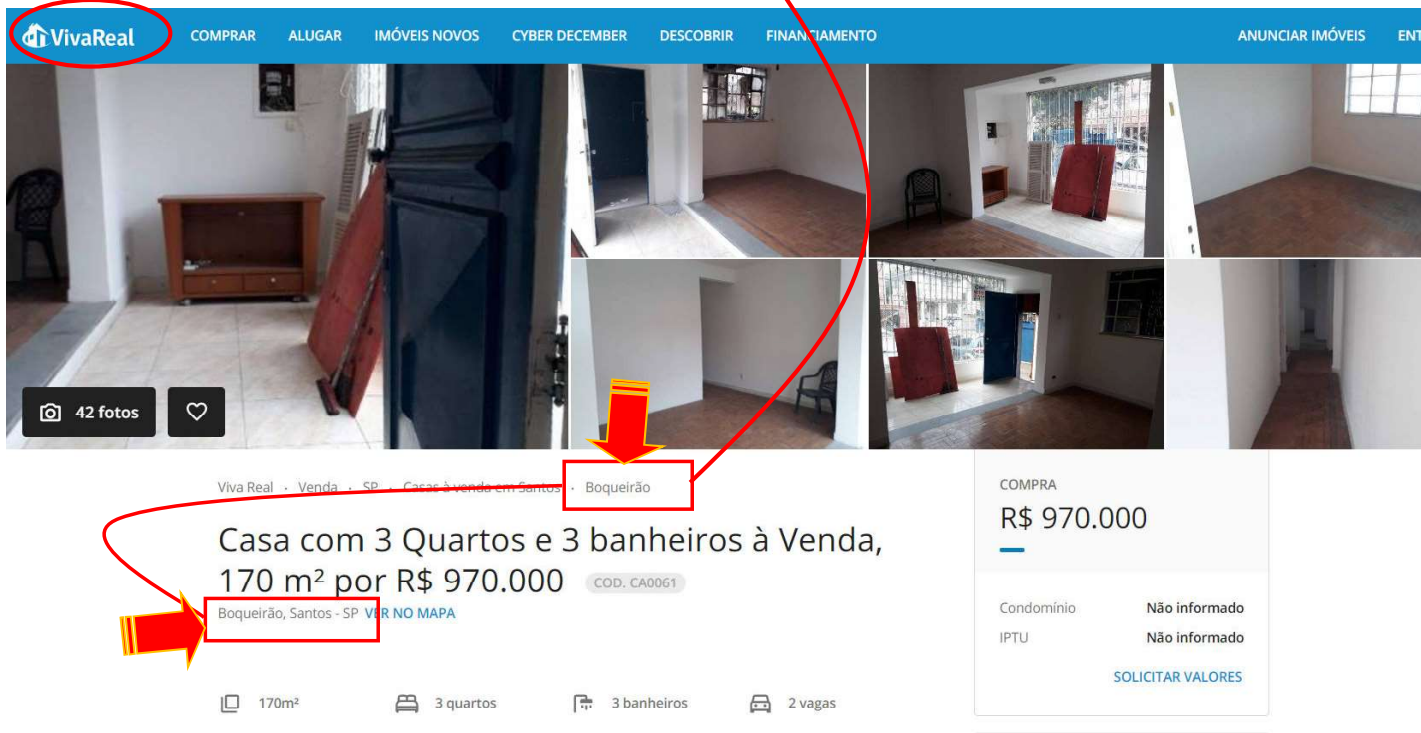 VivaReal COMPRAR ALUGAR IMÓVEIS NOVOS CYBER DECEMBER DESCOBRIR FINANCIAMENTO ANUNCIAR IMÓVEIS ENT
42 fotos
Viva Real · Venda · SP · Casas à venda em Santos · Boqueirão
Casa com 3 Quartos e 3 banheiros à Venda,
170 m² por R$ 970.000 COD. CA0061
Boqueirão, Santos - SP VER NO MAPA
170m² 3 quartos 3 banheiros 2 vagas
COMPRA
R$ 970.000
Condomínio Não informado
IPTU Não informado
SOLICITAR VALORES